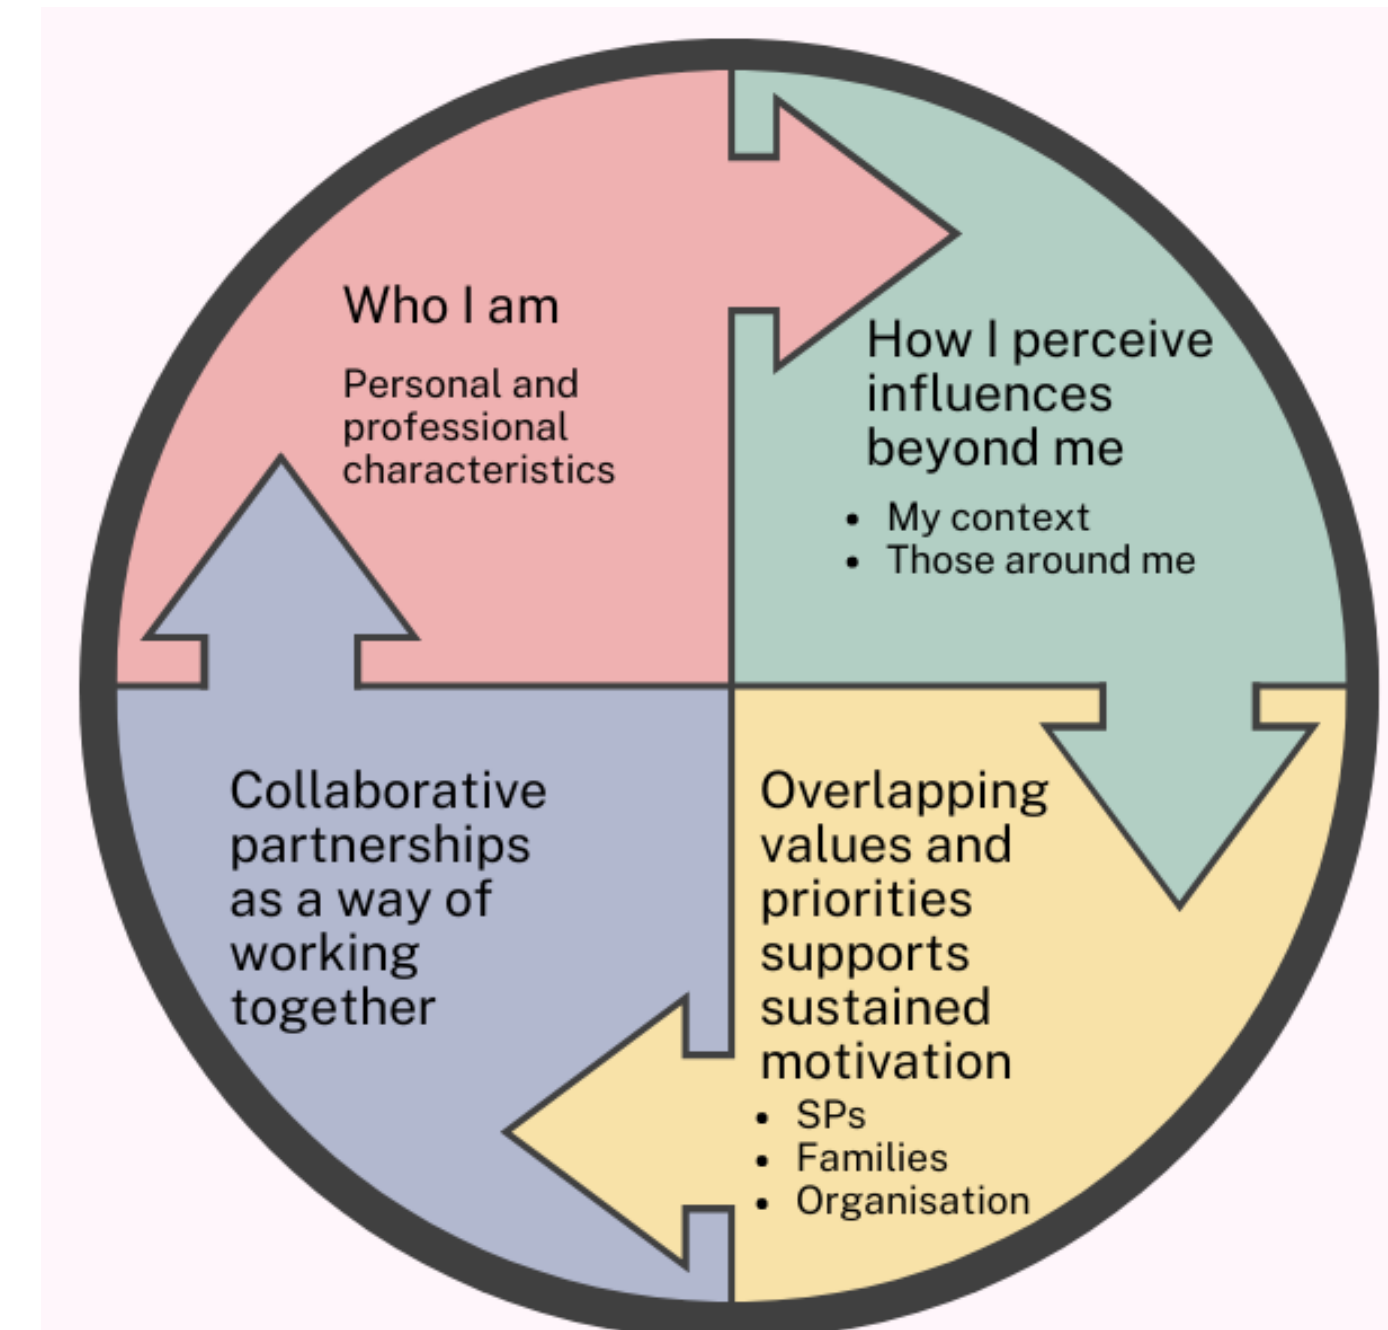 Who I am
Personal and
professional
characteristics
How I perceive
influences
beyond me
• My context
• Those around me
Overlapping
values and
priorities
supports
sustained
motivation
• SPs
• Families
• Organisation
Collaborative
partnerships
as a way of
working
together